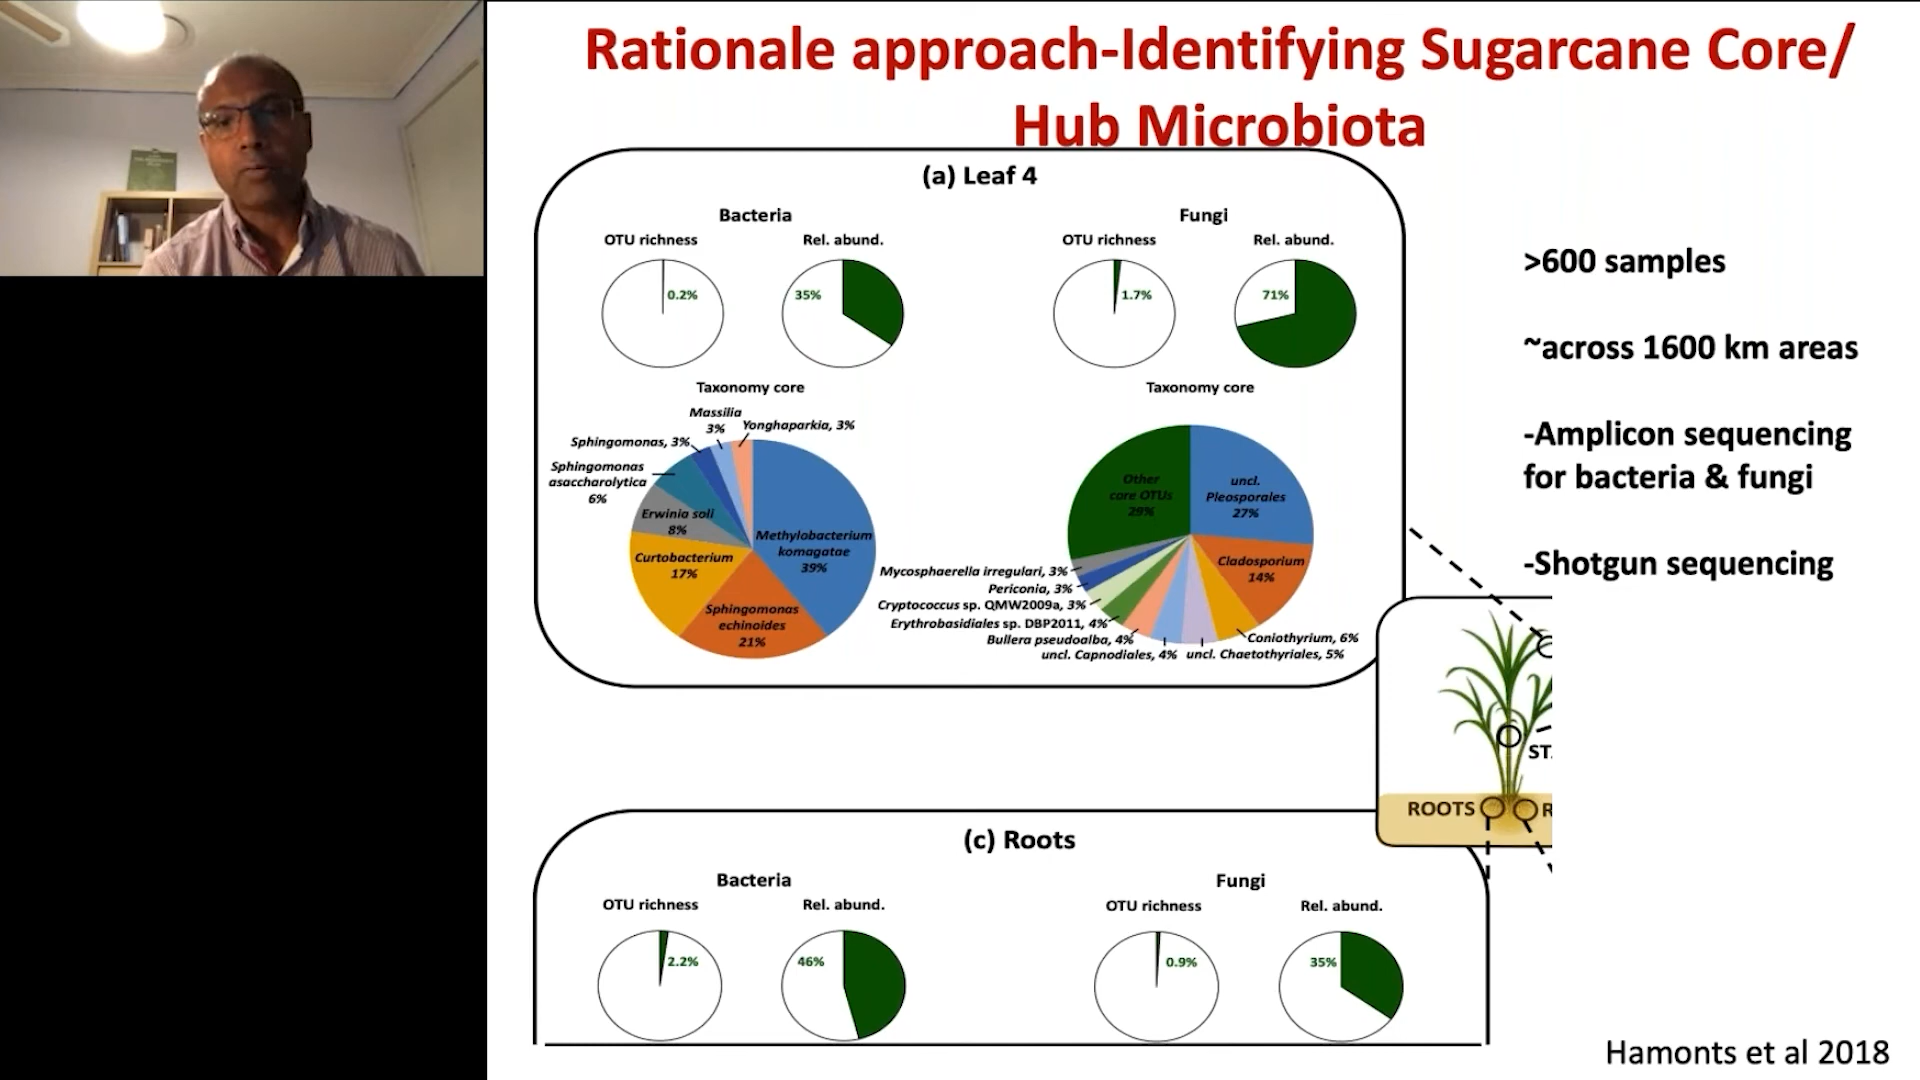 Rationale approach-Identifying Sugarcane Core/
Hub Microbiota
(a) Leaf 4
Bacteria
Fungi
OTU richness
Rel. abund.
OTU richness
Rel. abund.
0.2%
35%
1.7%
71%
Taxonomy core
Taxonomy core
Massilia
3%
Yonghaparkia, 3%
Sphingomonas, 3%
Sphingomonas
asaccharolytica
6%
Erwinia soli
8%
Curtobacterium
17%
Methylobacterium
komagatae
39%
Sphingomonas
echinoides
21%
Other
core OTUs
29%
uncl.
Pleosporales
27%
Cladosporium
14%
Mycosphaerella irregulari, 3%
Periconia, 3%
Cryptococcus sp. QMW2009a, 3%
Erythrobasidiales sp. DBP2011, 4%
Bullera pseudoalba, 4%
uncl. Capnodiales, 4%
uncl. Chaetothyriales, 5%
Coniothyrium, 6%
>600 samples
~across 1600 km areas
-Amplicon sequencing
for bacteria & fungi
-Shotgun sequencing
ST
ROOTS
R
(c) Roots
Bacteria
Fungi
OTU richness
Rel. abund.
OTU richness
Rel. abund.
2.2%
46%
0.9%
35%
Hamonts et al 2018